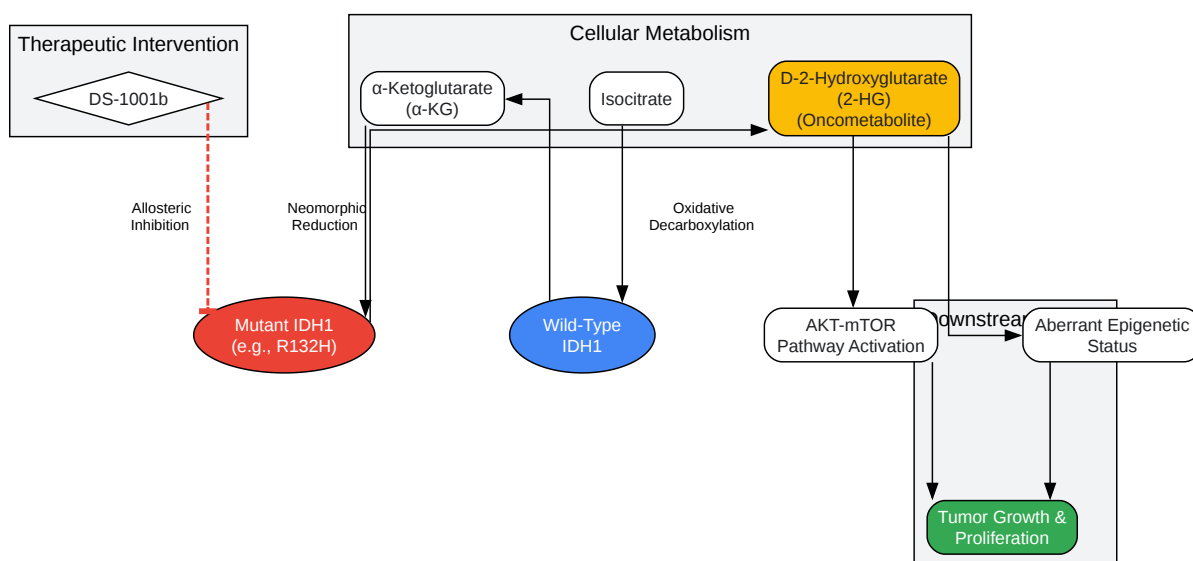 Therapeutic Intervention
DS-1001b
Cellular Metabolism
α-Ketoglutarate
(α-KG)
Isocitrate
D-2-Hydroxyglutarate
(2-HG)
(Oncometabolite)
Allosteric
Inhibition
Neomorphic
Reduction
Oxidative
Decarboxylation
Mutant IDH1
(e.g., R132H)
Wild-Type
IDH1
AKT-mTOR
Pathway Activation
Downstream
Aberrant Epigenetic
Status
Tumor Growth &
Proliferation